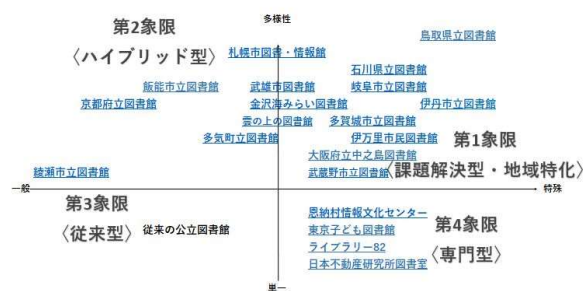 多様性
第2象限
〈ハイブリッド型〉
鳥取県立図書館
札幌市図書・情報館
石川県立図書館
飯能市立図書館
武雄市図書館
岐阜市立図書館
京都府立図書館
金沢海みらい図書館
伊丹市立図書館
雲の上の図書館
多賀城市立図書館
多気町立図書館
伊万里市民図書館
第1象限
〈課題解決型・地域特化〉
大阪府立中之島図書館
綾瀬市立図書館
武蔵野市立図書館
一般
特殊
第3象限
〈従来型〉
従来の公立図書館
恩納村情報文化センター
東京子ども図書館
ライブラリー82
日本不動産研究所図書室
第4象限
〈専門型〉
単一